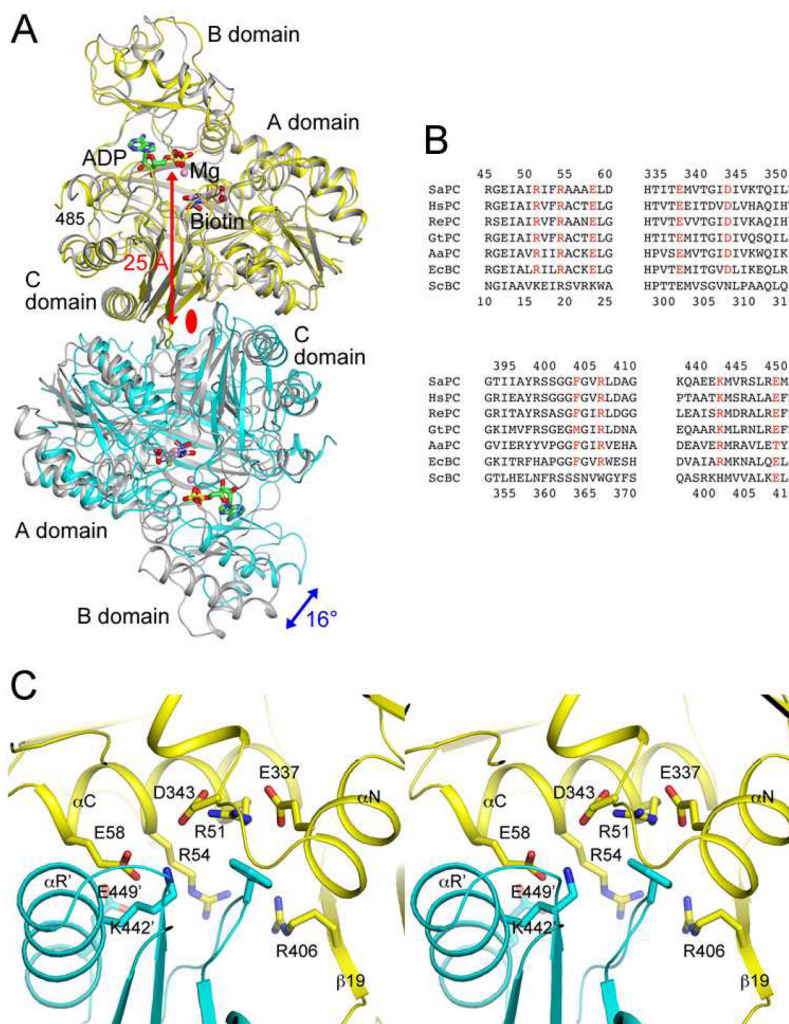 A
B domain
A domain
ADP
Mg
Biotin
485
25 Å
C
domain
C
domain
A domain
B domain
16°
B
45 50 55 60 335 340 345 350
SaPC RGEIAIRIFRAAAELD HTITEMVTGIDIVKTQIL
HsPC RGEIAIRVFRACTELG HTVTEEITDVDLVHAQIH
RePC RSEIAIRVFRAANELG HTVTEVVTGIDIVKAQIH
GtPC RGEIAIRVFRACTELG HTITEMITGIDIVQSQIL
AaPC RGEIAVRIIRACKELG HPVSEMVTGIDIVKWQIK
EcBC RGEIALRILRACKELG HPVTEMITGVDLIKEQLR
ScBC NGIAAVKEIRSVRKWA HPTTEMVSGVNLPAAQLQ
10 15 20 25 300 305 310 31
395 400 405 410 440 445 450
SaPC GTIIAYRSSGGFGVRLDAG KQAEEKMVRSLREM
HsPC GRIEAYRSGGGFGVRLDAG PTAATKMSRALAEF
RePC GRITAYRSASGFGIRLDGG LEAISRMDRALREF
GtPC GKIMVFRSGEGMGIRLDAG EQAARKMLRNLREF
AaPC GVIERYYVPGGFGIRVEHA DEAVERMRAVLETY
EcBC GKITRFHAPGGFGVRWESH DVAIARMKNALQEL
ScBC GTLHELNFRSSSNVWGYFS QASRKHMVVALKEL
355 360 365 370 400 405 41
C
αC
D343
E337
αN
E58
R51
R54
αR'
E449'
K442'
R406
β19
αC
D343
E337
αN
E58
R51
R54
αR'
E449'
K442'
R406
β19